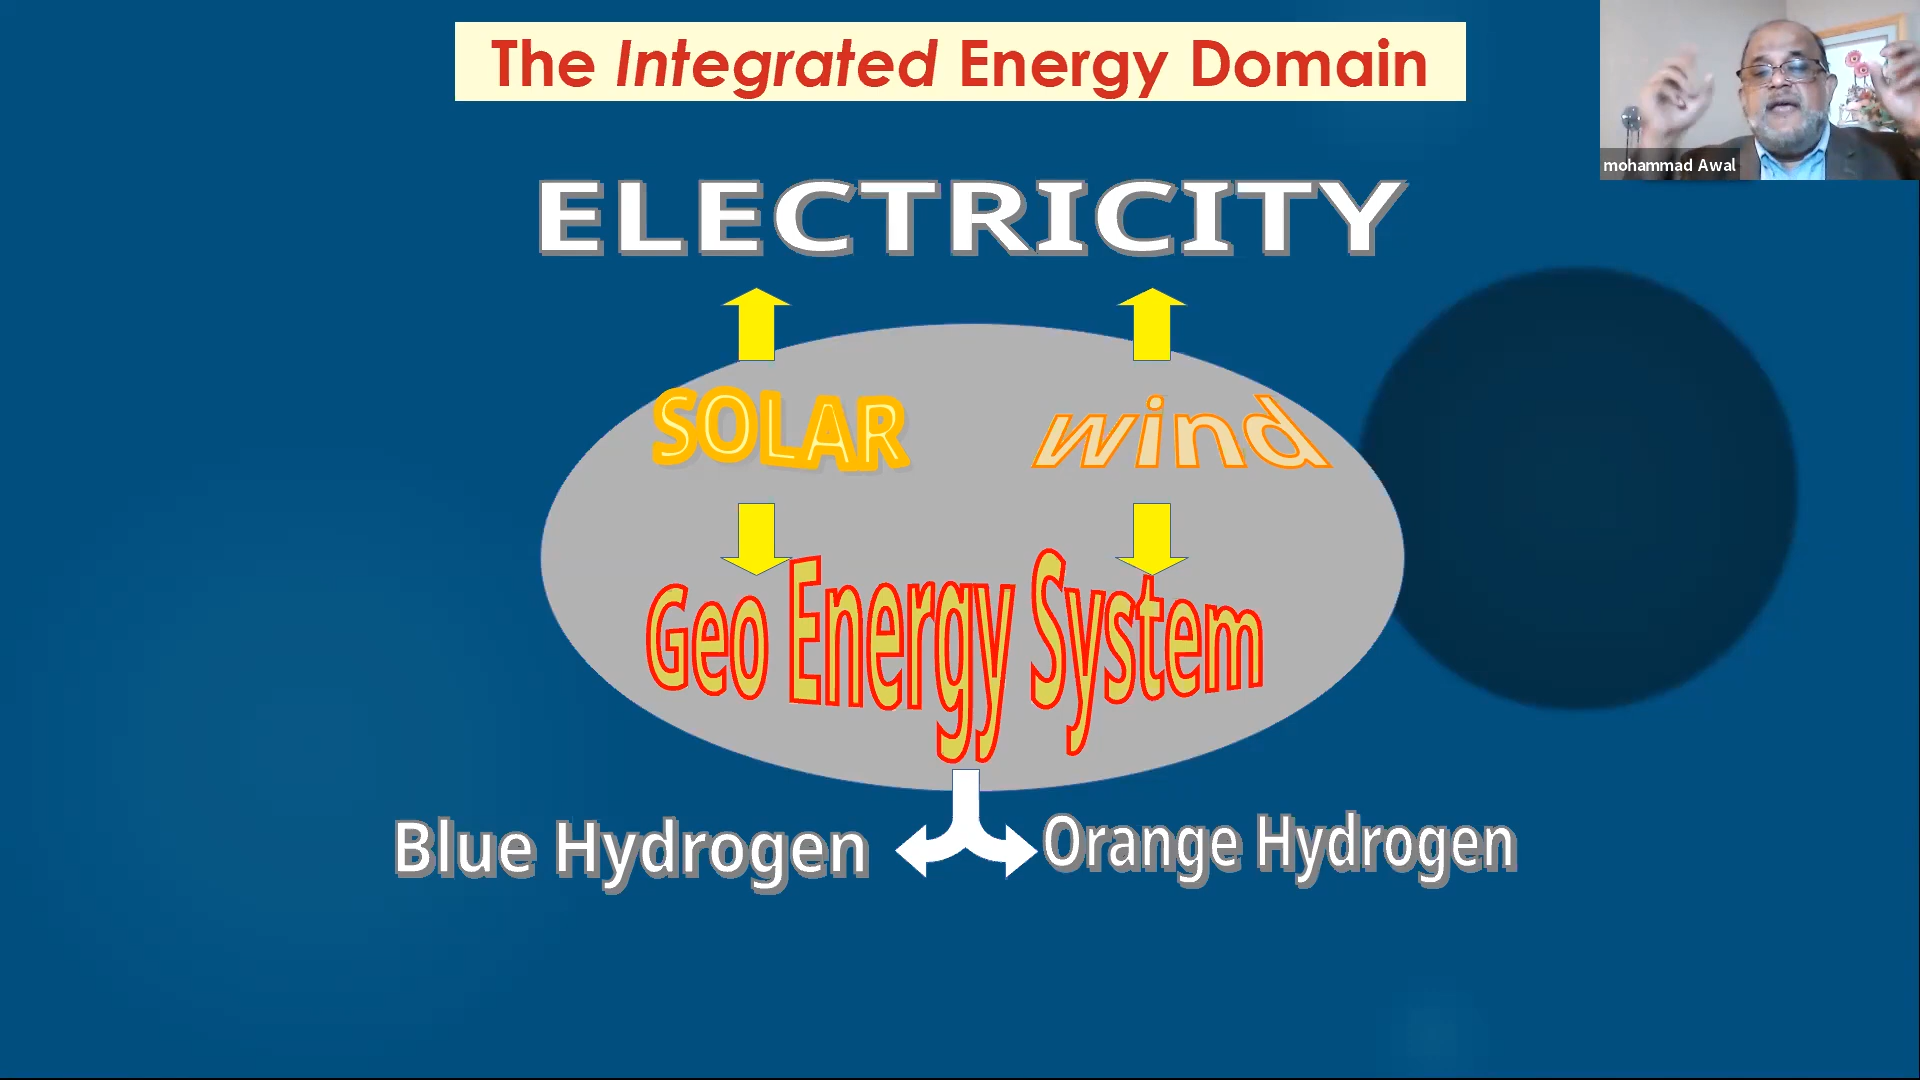 The Integrated Energy Domain
mohammad Awal
ELECTRICITY
SOLAR
wind
Geo Energy System
Blue Hydrogen
Orange Hydrogen